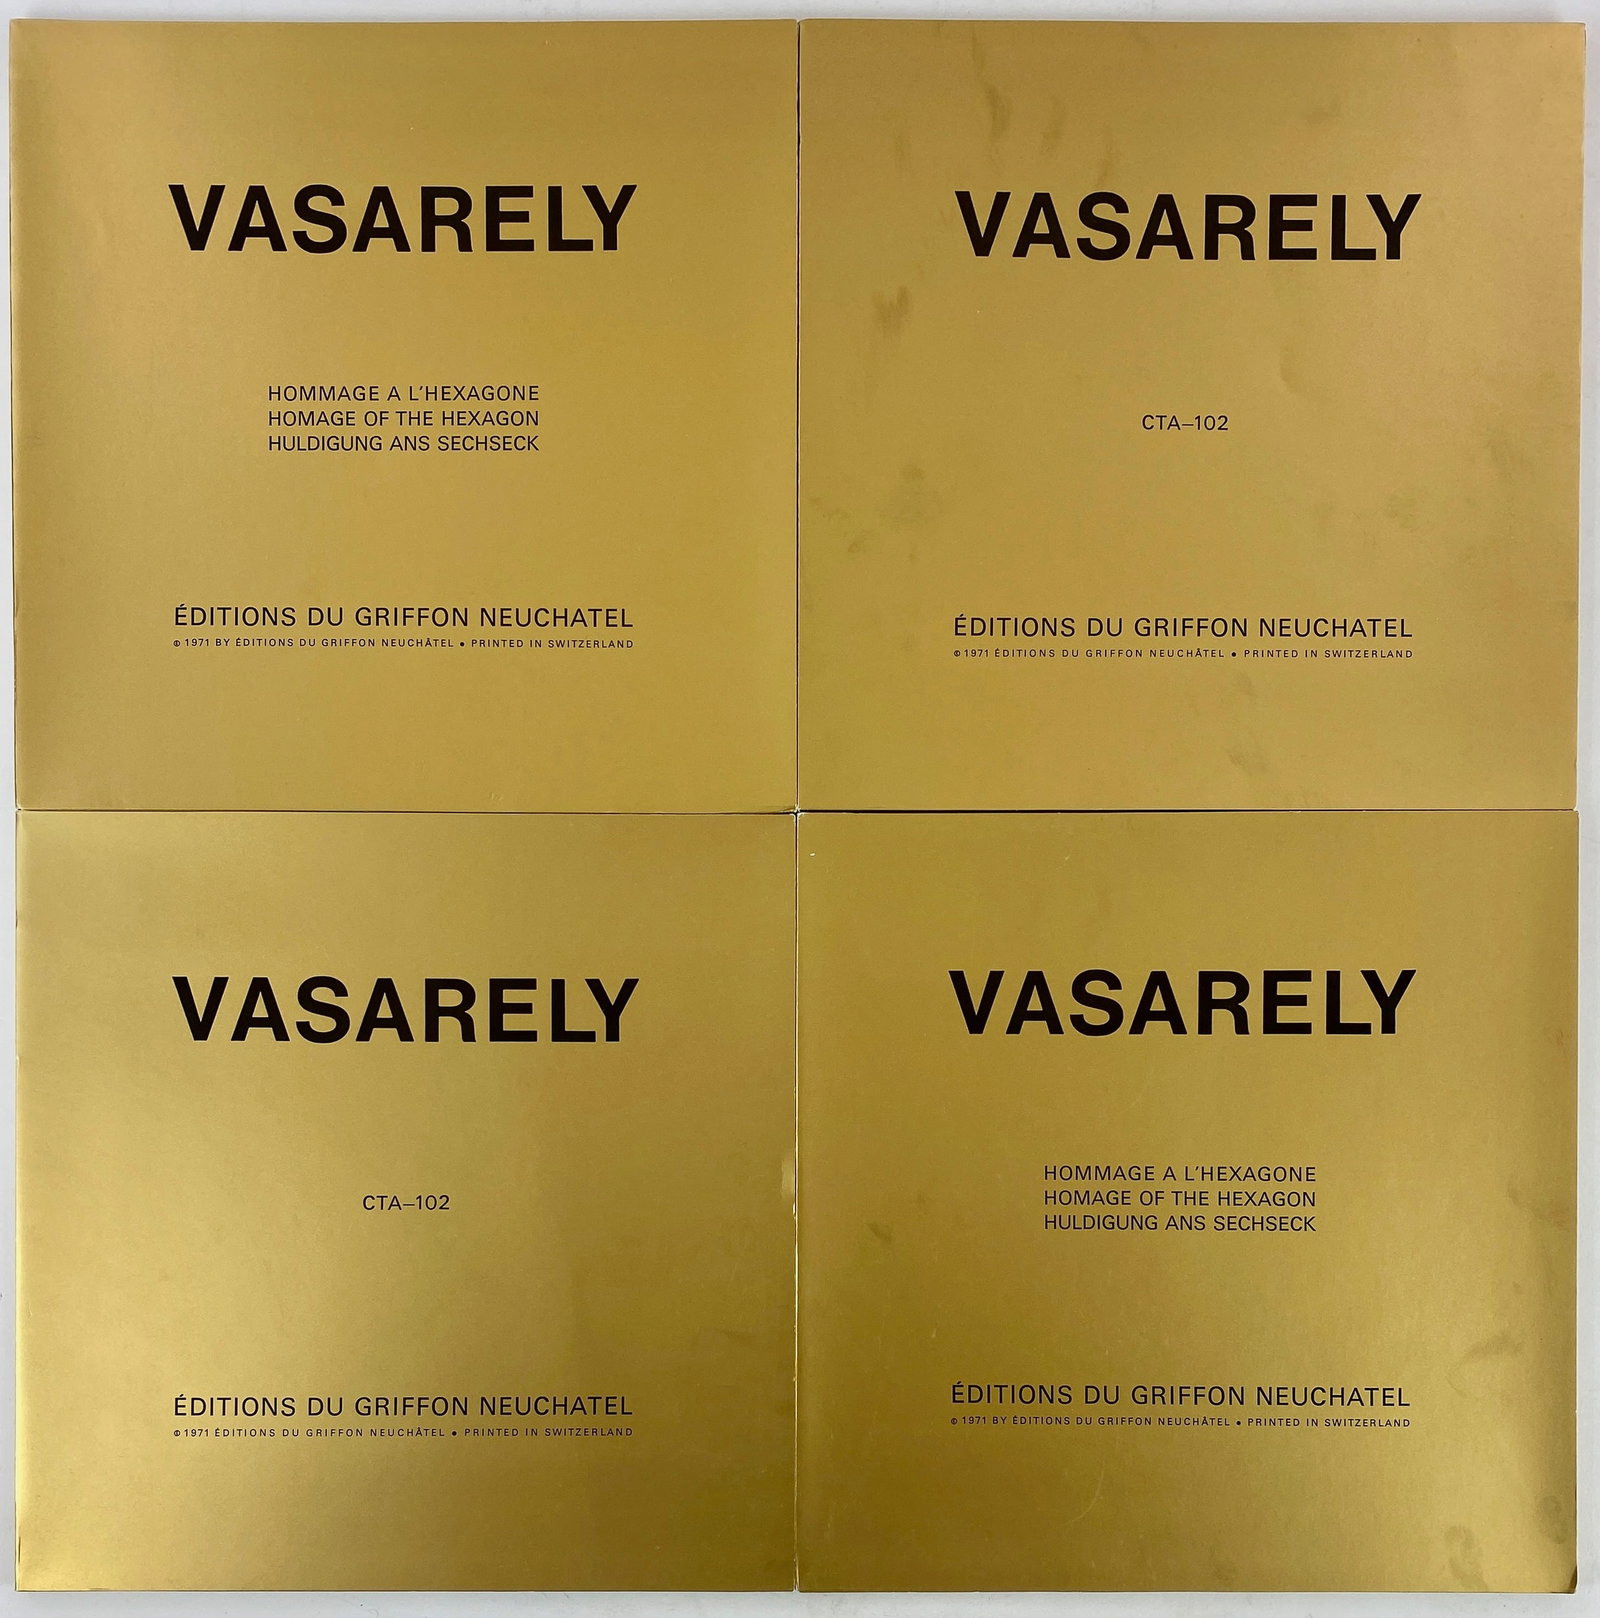 VASARELY
HOMMAGE A L'HEXAGONE
HOMAGE OF THE HEXAGON
HULDIGUNG ANS SECHSECK
ÉDITIONS DU GRIFFON NEUCHATEL
© 1971 BY ÉDITIONS DU GRIFFON NEUCHÂTEL • PRINTED IN SWITZERLAND
VASARELY
CTA–102
ÉDITIONS DU GRIFFON NEUCHATEL
© 1971 ÉDITIONS DU GRIFFON NEUCHÂTEL • PRINTED IN SWITZERLAND
VASARELY
CTA–102
ÉDITIONS DU GRIFFON NEUCHATEL
© 1971 ÉDITIONS DU GRIFFON NEUCHÂTEL • PRINTED IN SWITZERLAND
VASARELY
HOMMAGE A L'HEXAGONE
HOMAGE OF THE HEXAGON
HULDIGUNG ANS SECHSECK
ÉDITIONS DU GRIFFON NEUCHATEL
© 1971 BY ÉDITIONS DU GRIFFON NEUCHÂTEL • PRINTED IN SWITZERLAND